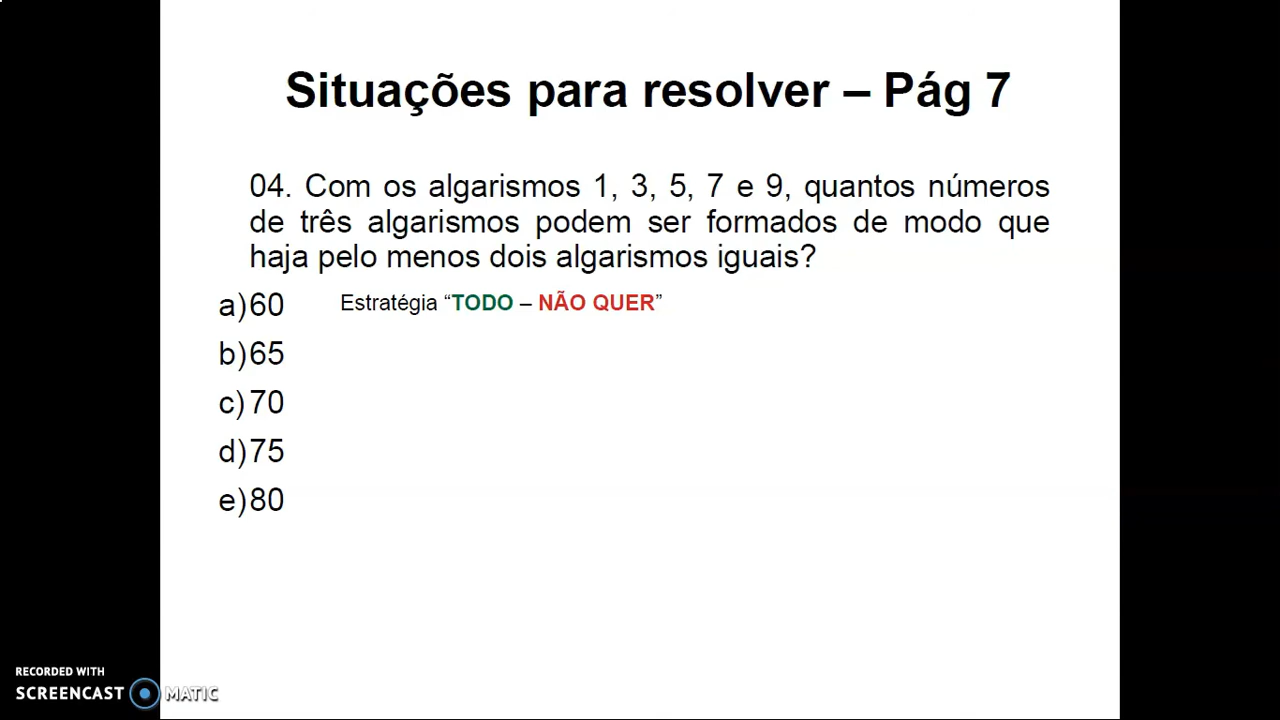 Situações para resolver – Pág 7
04. Com os algarismos 1, 3, 5, 7 e 9, quantos números
de três algarismos podem ser formados de modo que
haja pelo menos dois algarismos iguais?
a)60
Estratégia “TODO – NÃO QUER”
b)65
c)70
d)75
e)80
RECORDED WITH
SCREENCAST MATIC